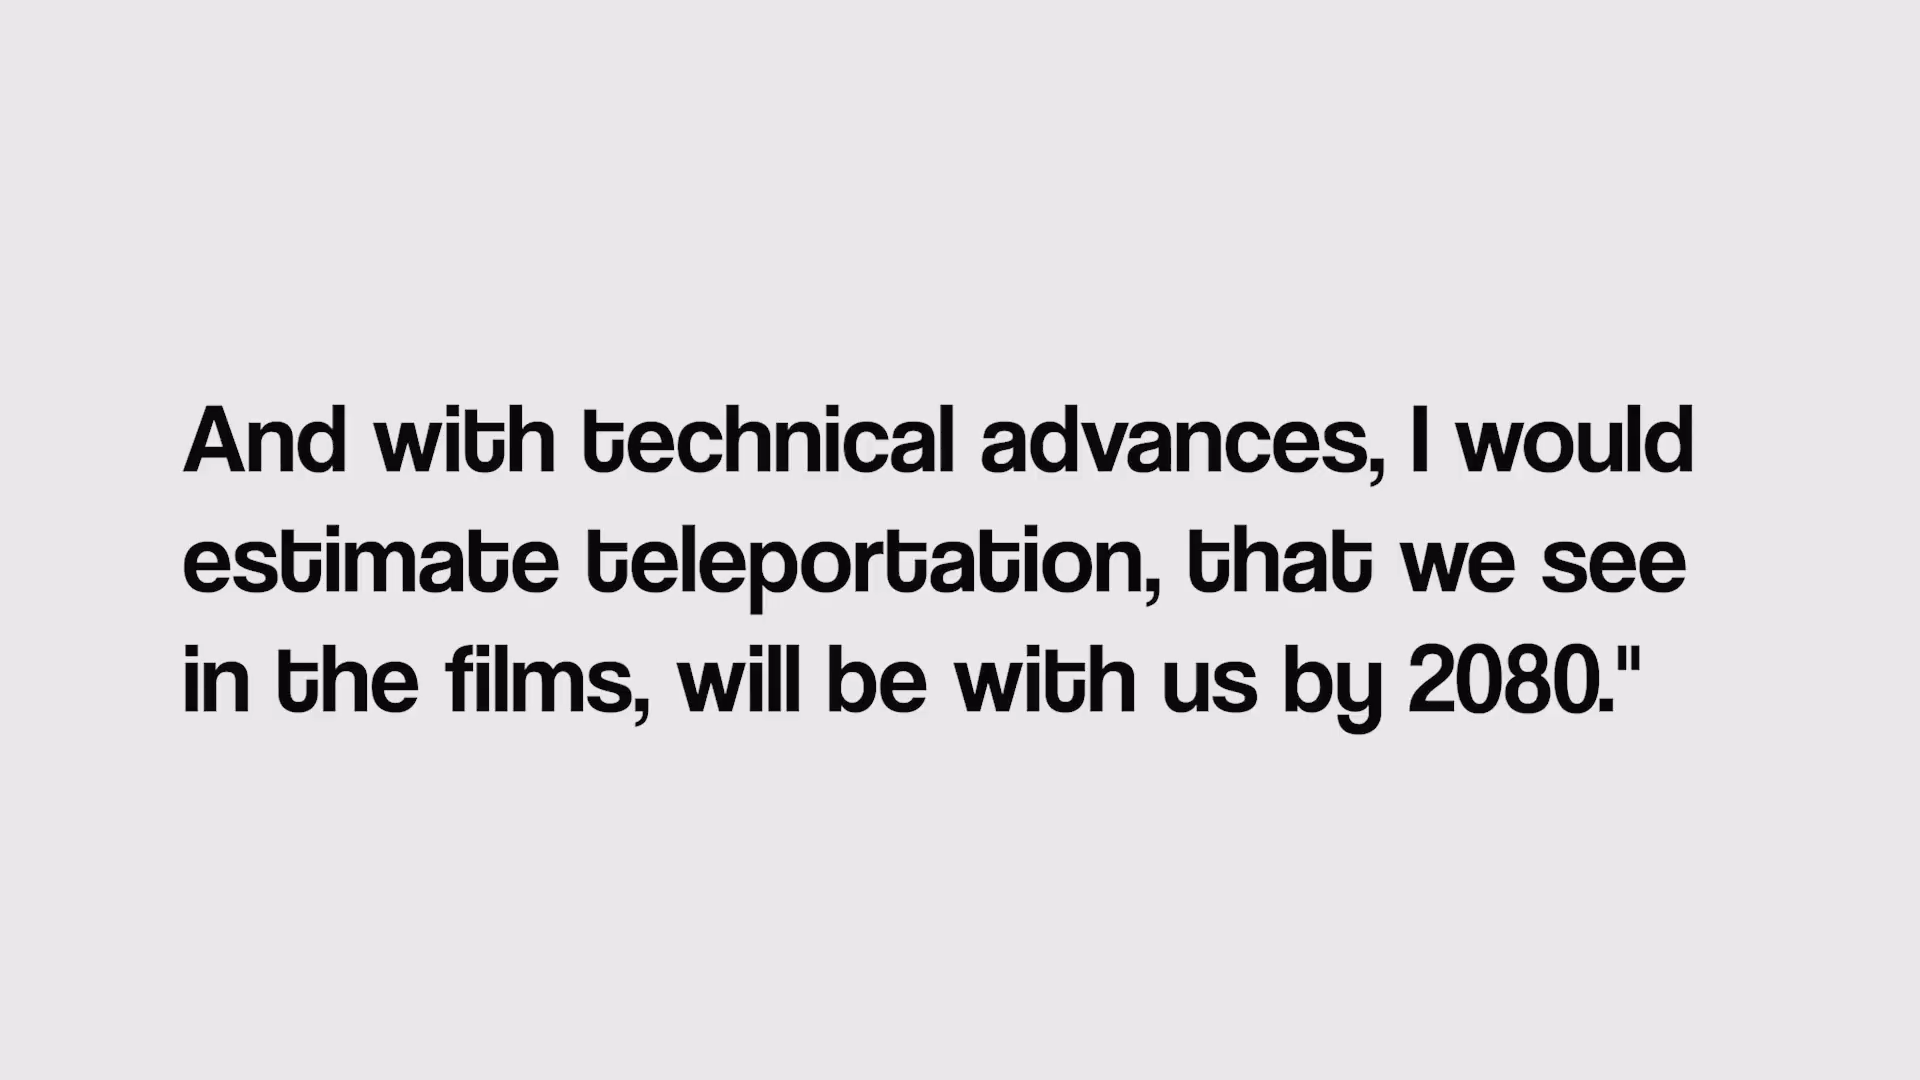 And with technical advances, I would
estimate teleportation, that we see
in the films, will be with us by 2080."